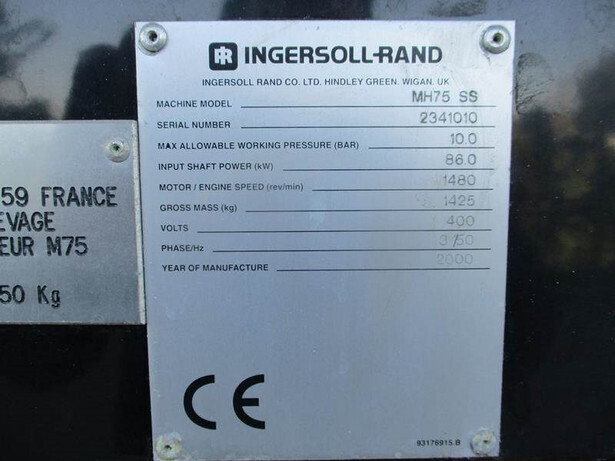 IR INGERSOLL-RAND
INGERSOLL RAND CO. LTD. HINDLEY GREEN. WIGAN. UK
MACHINE MODEL MH75 SS
SERIAL NUMBER 2341010
MAX ALLOWABLE WORKING PRESSURE (BAR) 10.0
INPUT SHAFT POWER (kW) 86.0
MOTOR / ENGINE SPEED (rev/min) 1480
GROSS MASS (kg) 1425
VOLTS 400
PHASE/Hz 3/50
YEAR OF MANUFACTURE 2000
CE
93176915.B
59 FRANCE
EVAGE
EUR M75
50 Kg